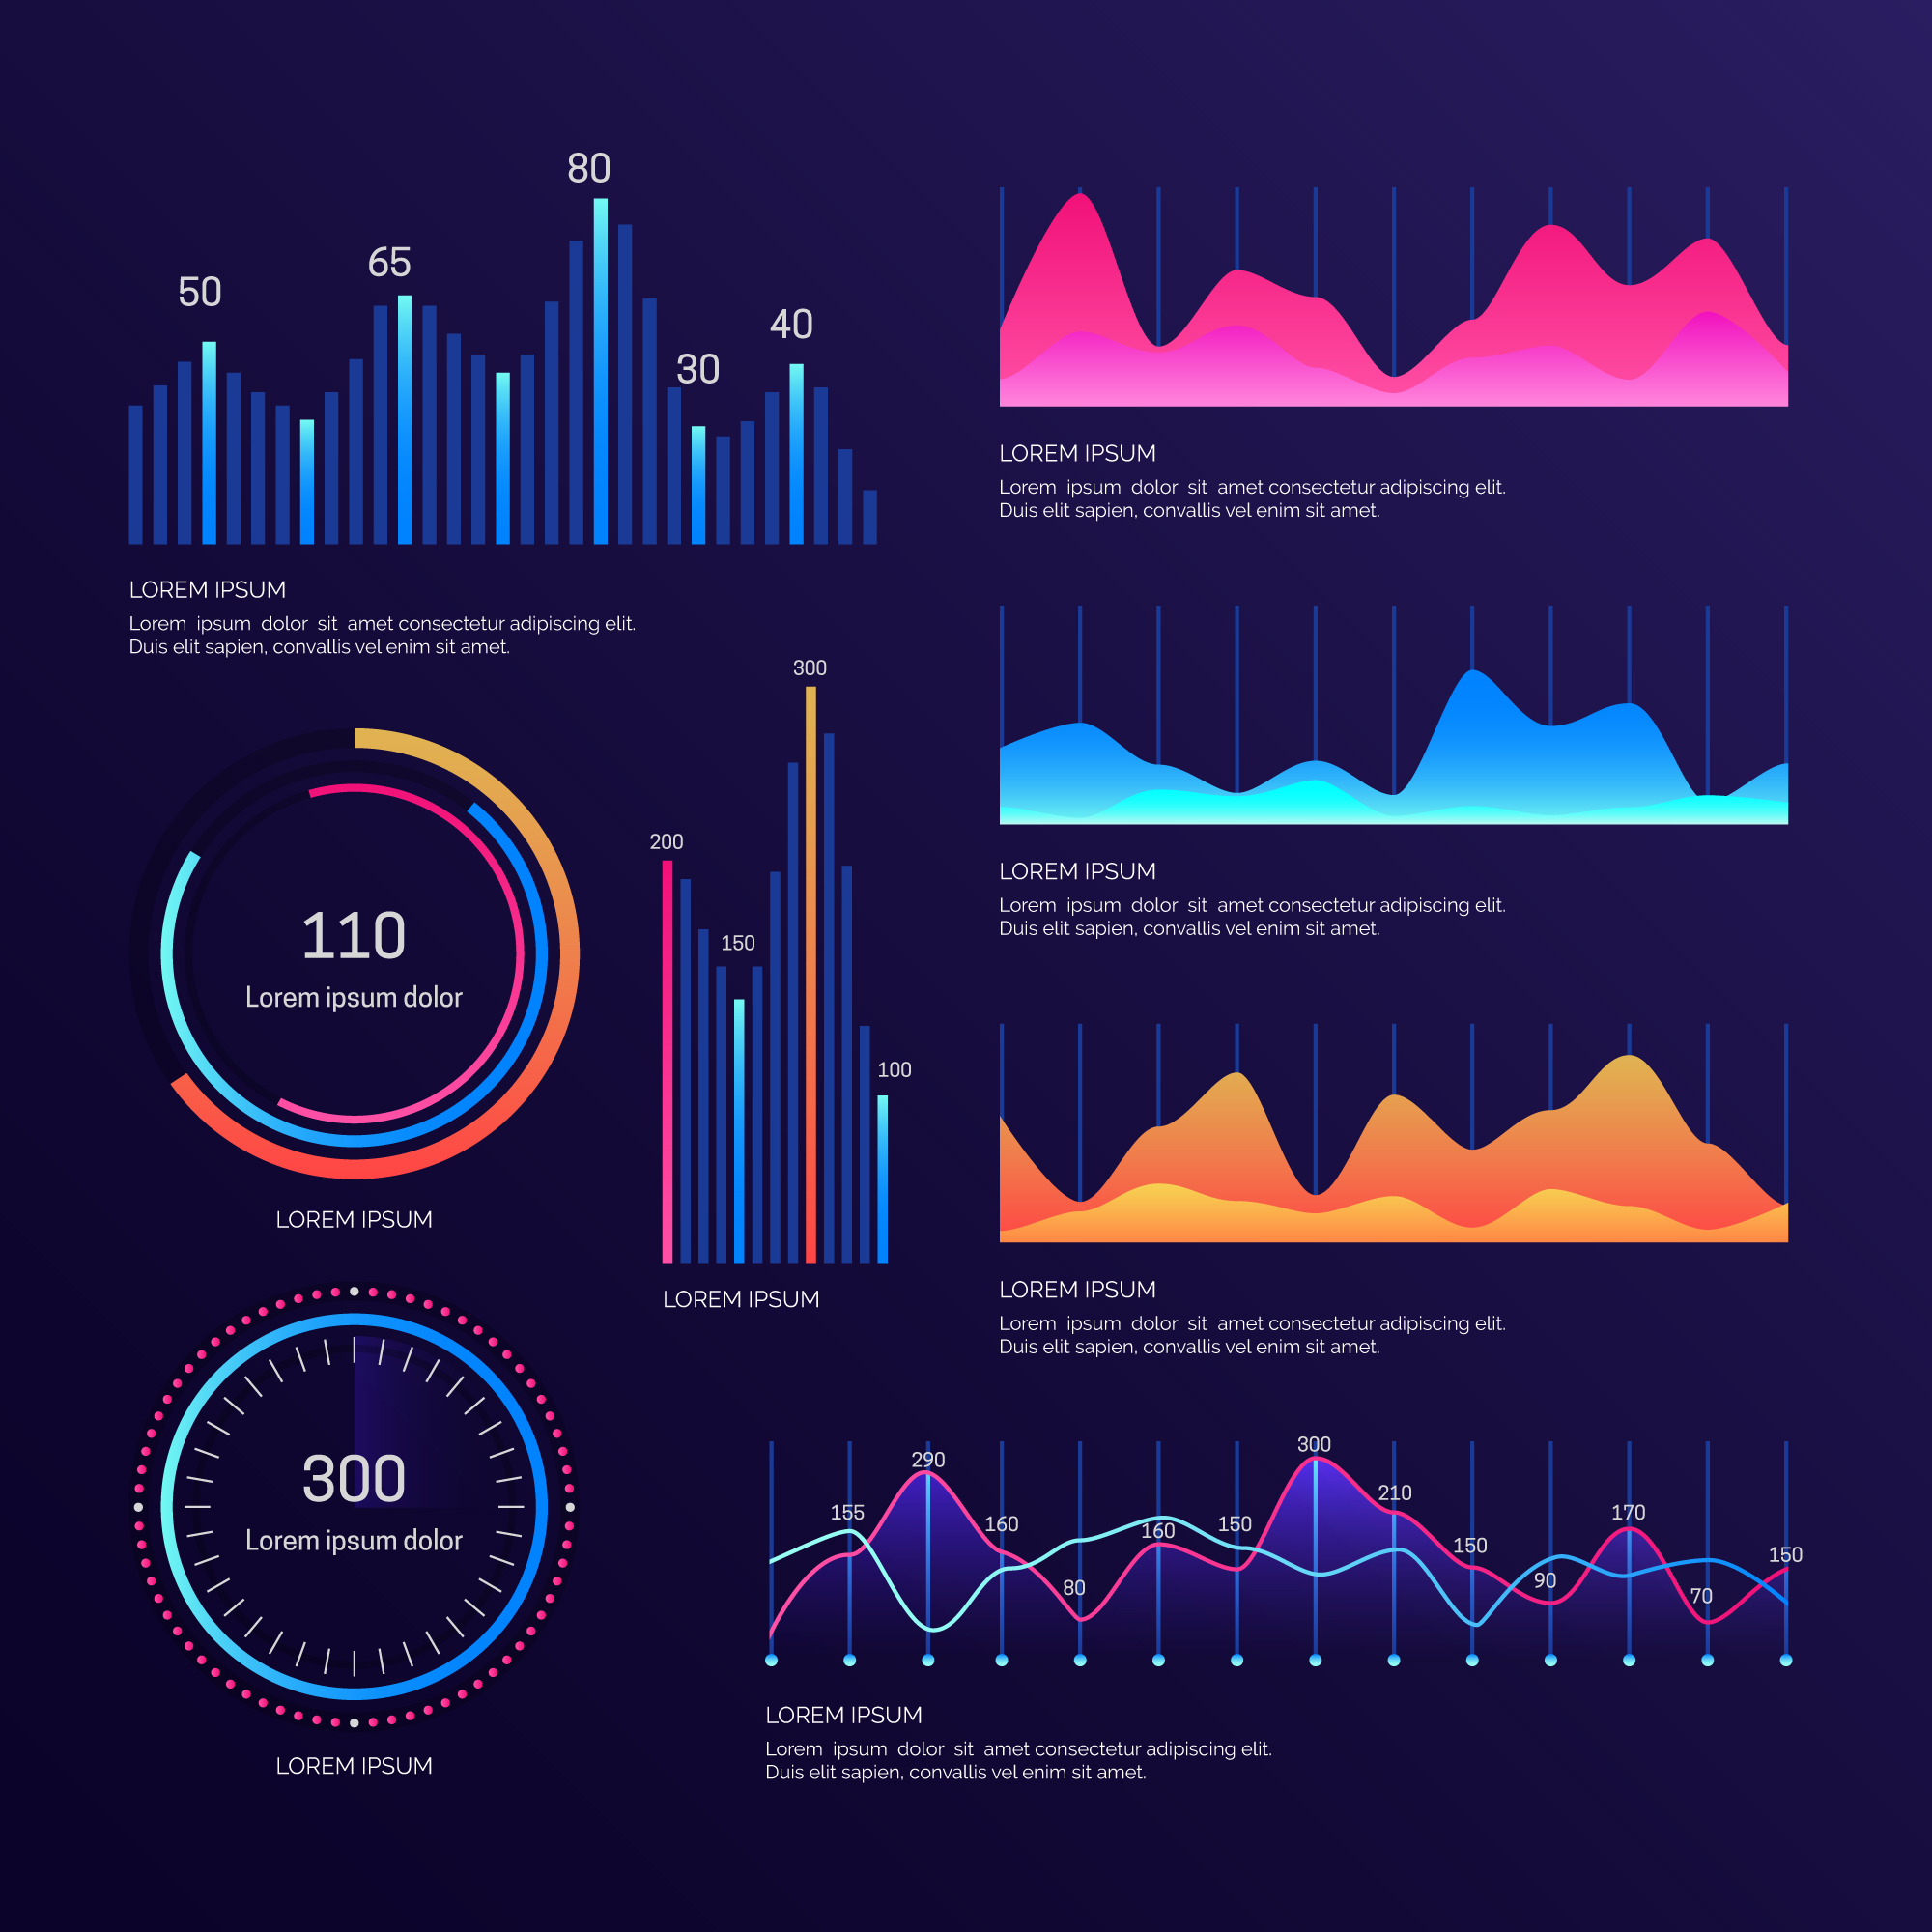 80
65
50
40
30
LOREM IPSUM
Lorem ipsum dolor sit amet consectetur adipiscing elit.
Duis elit sapien, convallis vel enim sit amet.
LOREM IPSUM
Lorem ipsum dolor sit amet consectetur adipiscing elit.
Duis elit sapien, convallis vel enim sit amet.
110
Lorem ipsum dolor
LOREM IPSUM
300
200
150
100
LOREM IPSUM
LOREM IPSUM
Lorem ipsum dolor sit amet consectetur adipiscing elit.
Duis elit sapien, convallis vel enim sit amet.
LOREM IPSUM
Lorem ipsum dolor sit amet consectetur adipiscing elit.
Duis elit sapien, convallis vel enim sit amet.
300
Lorem ipsum dolor
LOREM IPSUM
155
290
160
80
160
150
300
210
150
90
170
70
150
LOREM IPSUM
Lorem ipsum dolor sit amet consectetur adipiscing elit.
Duis elit sapien, convallis vel enim sit amet.